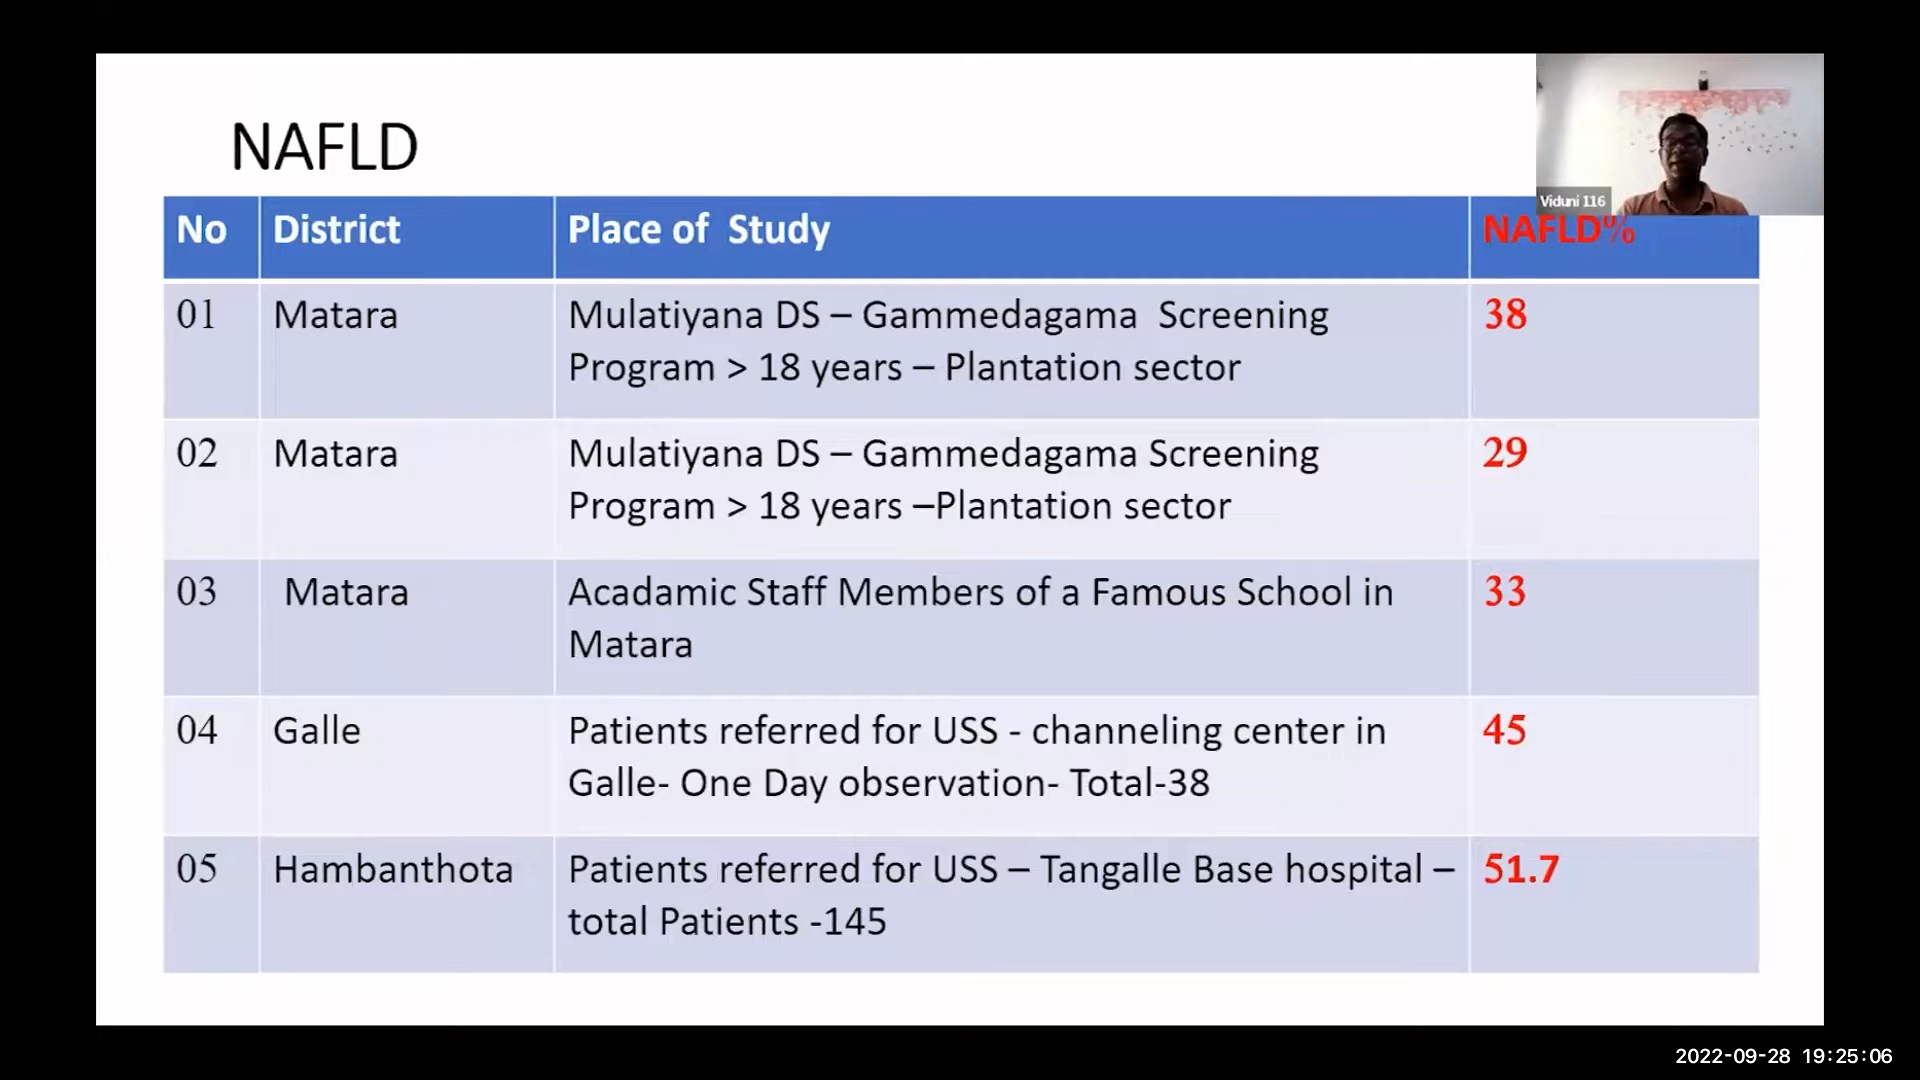 NAFLD
Viduni 116
No District Place of Study NAFLD%
01 Matara Mulatiyana DS – Gammedagama Screening 38
Program > 18 years – Plantation sector
02 Matara Mulatiyana DS – Gammedagama Screening 29
Program > 18 years –Plantation sector
03 Matara Acadamic Staff Members of a Famous School in 33
Matara
04 Galle Patients referred for USS - channeling center in 45
Galle- One Day observation- Total-38
05 Hambanthota Patients referred for USS – Tangalle Base hospital – 51.7
total Patients -145
2022-09-28 19:25:06